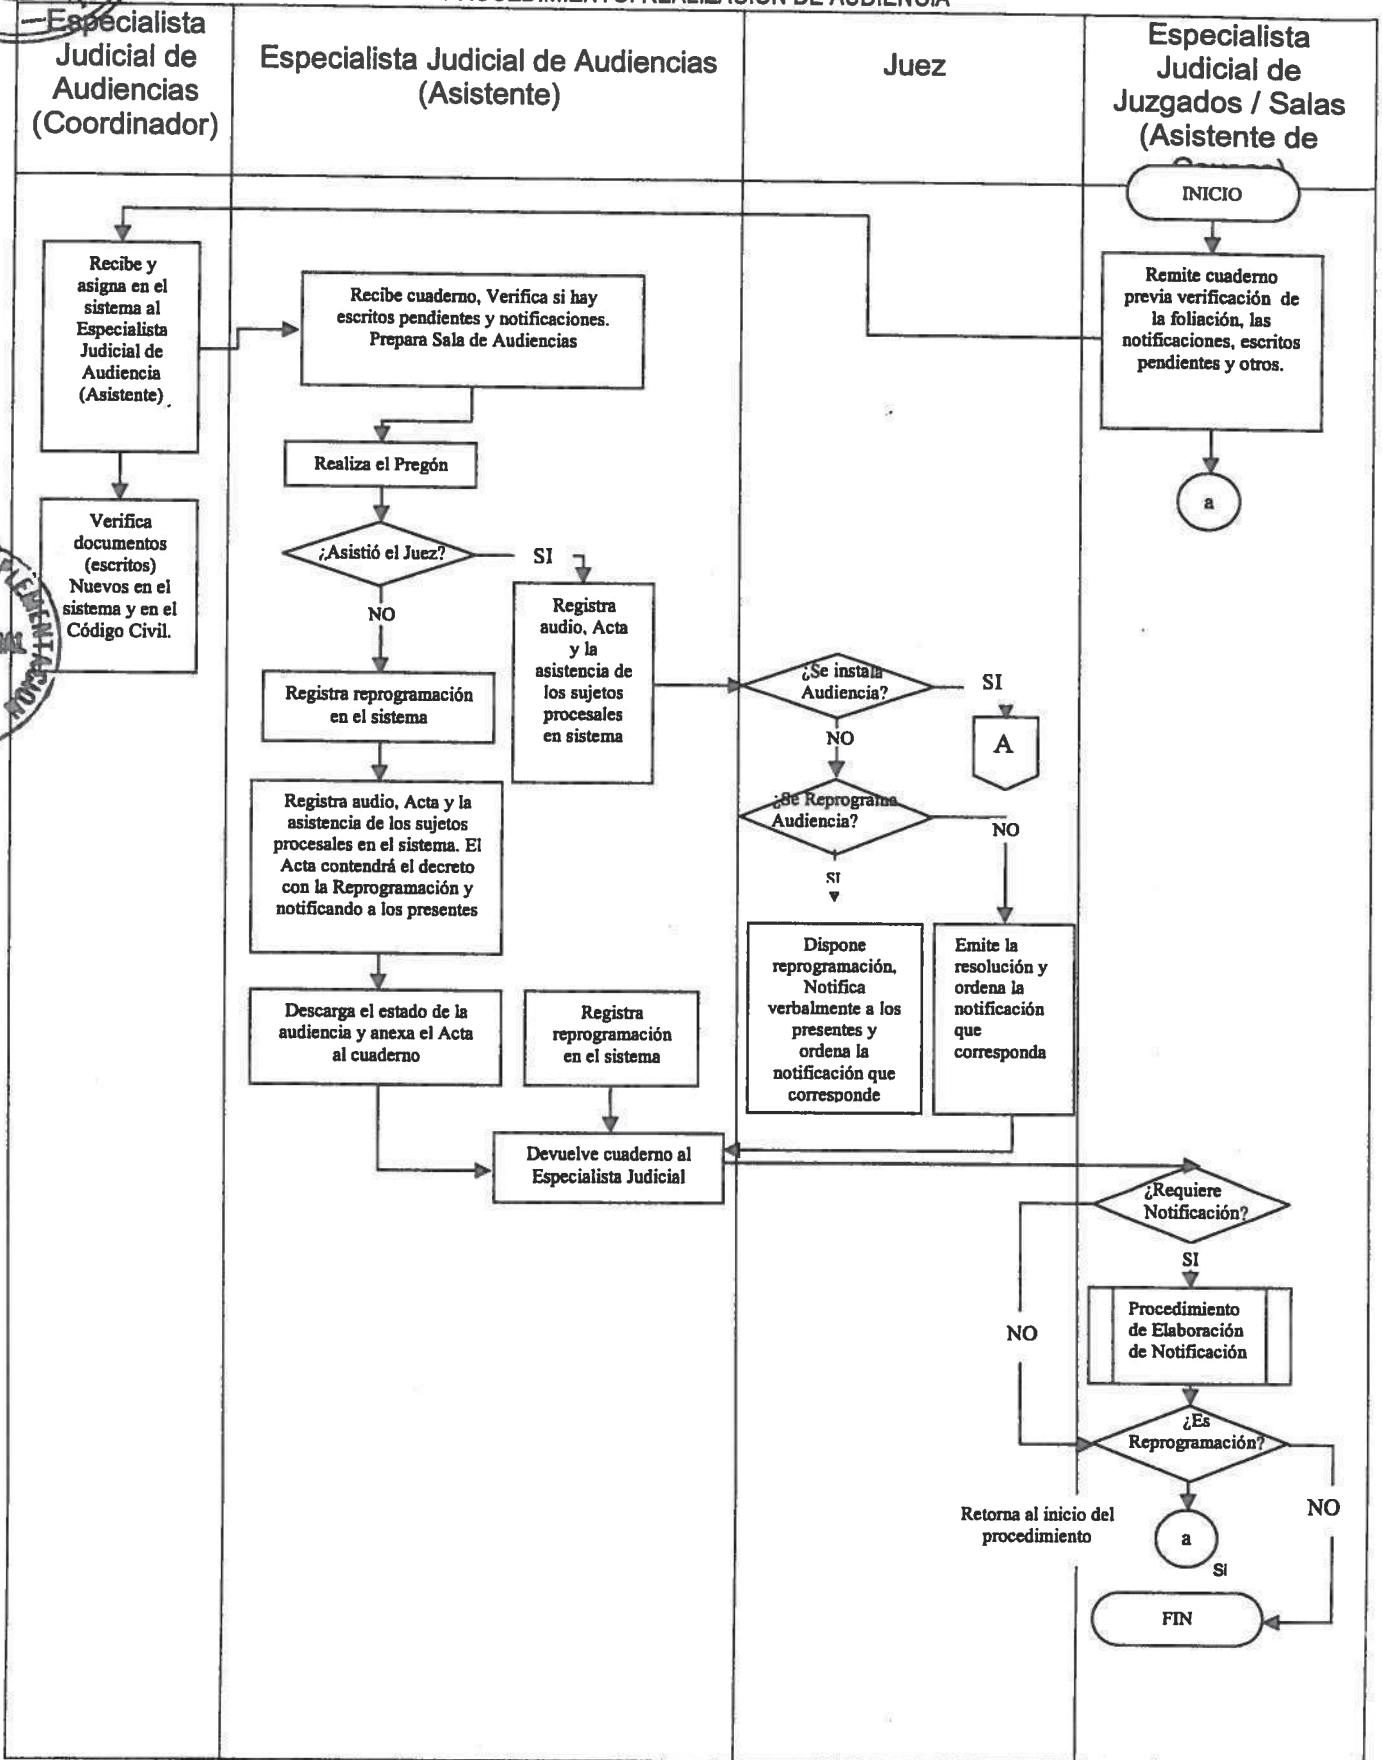 PROCEDIMIENTO: REALIZACIÓN DE AUDIENCIA
Especialista
Judicial de
Audiencias
(Coordinador)
Especialista Judicial de Audiencias
(Asistente)
Juez
Especialista
Judicial de
Juzgados / Salas
(Asistente de
INICIO
Remite cuaderno
previa verificación de
la foliación, las
notificaciones, escritos
pendientes y otros.
a
Recibe y
asigna en el
sistema al
Especialista
Judicial de
Audiencia
(Asistente)
Verifica
documentos
(escritos)
Nuevos en el
sistema y en el
Código Civil.
Recibe cuaderno, Verifica si hay
escritos pendientes y notificaciones.
Prepara Sala de Audiencias
Realiza el Pregón
¿Asistió el Juez?
SI
NO
Registra
audio, Acta
y la
asistencia de
los sujetos
procesales
en sistema
Registra reprogramación
en el sistema
Registra audio, Acta y la
asistencia de los sujetos
procesales en el sistema. El
Acta contendrá el decreto
con la Reprogramación y
notificando a los presentes
Descarga el estado de la
audiencia y anexa el Acta
al cuaderno
Registra
reprogramación
en el sistema
Devuelve cuaderno al
Especialista Judicial
¿Se instala
Audiencia?
SI
A
NO
¿Se Reprograma
Audiencia?
NO
SI
Dispone
reprogramación,
Notifica
verbalmente a los
presentes y
ordena la
notificación que
corresponde
Emite la
resolución y
ordena la
notificación
que
corresponda
¿Requiere
Notificación?
SI
NO
Procedimiento
de Elaboración
de Notificación
¿Es
Reprogramación?
NO
Retorna al inicio del
procedimiento
a
SI
FIN